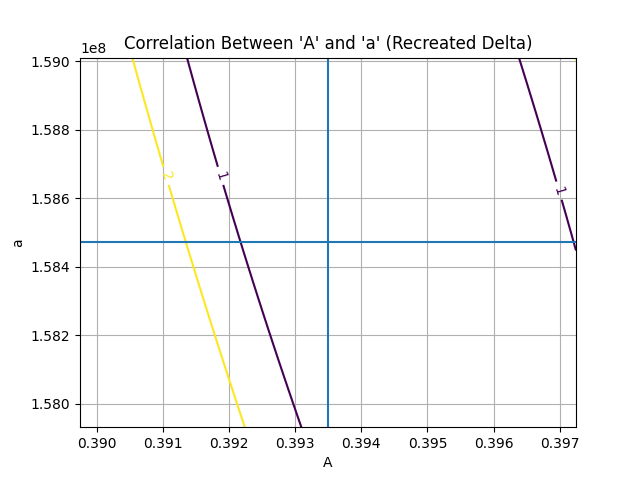 Correlation Between 'A' and 'a' (Recreated Delta)
1e8
1.590
1.588
1.586
1.584
1.582
1.580
a
2
1
1
0.390 0.391 0.392 0.393 0.394 0.395 0.396 0.397
A